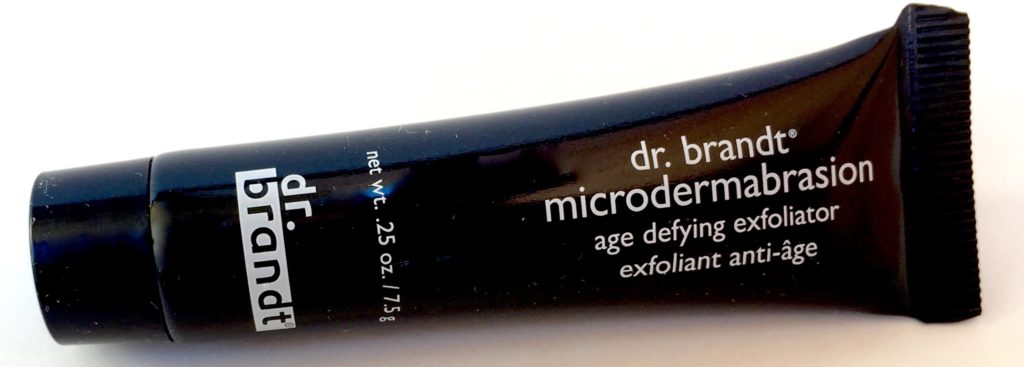 dr.
brandt®
net wt. .25 oz. / 7.5 g
dr. brandt®
microdermabrasion
age defying exfoliator
exfoliant anti-âge